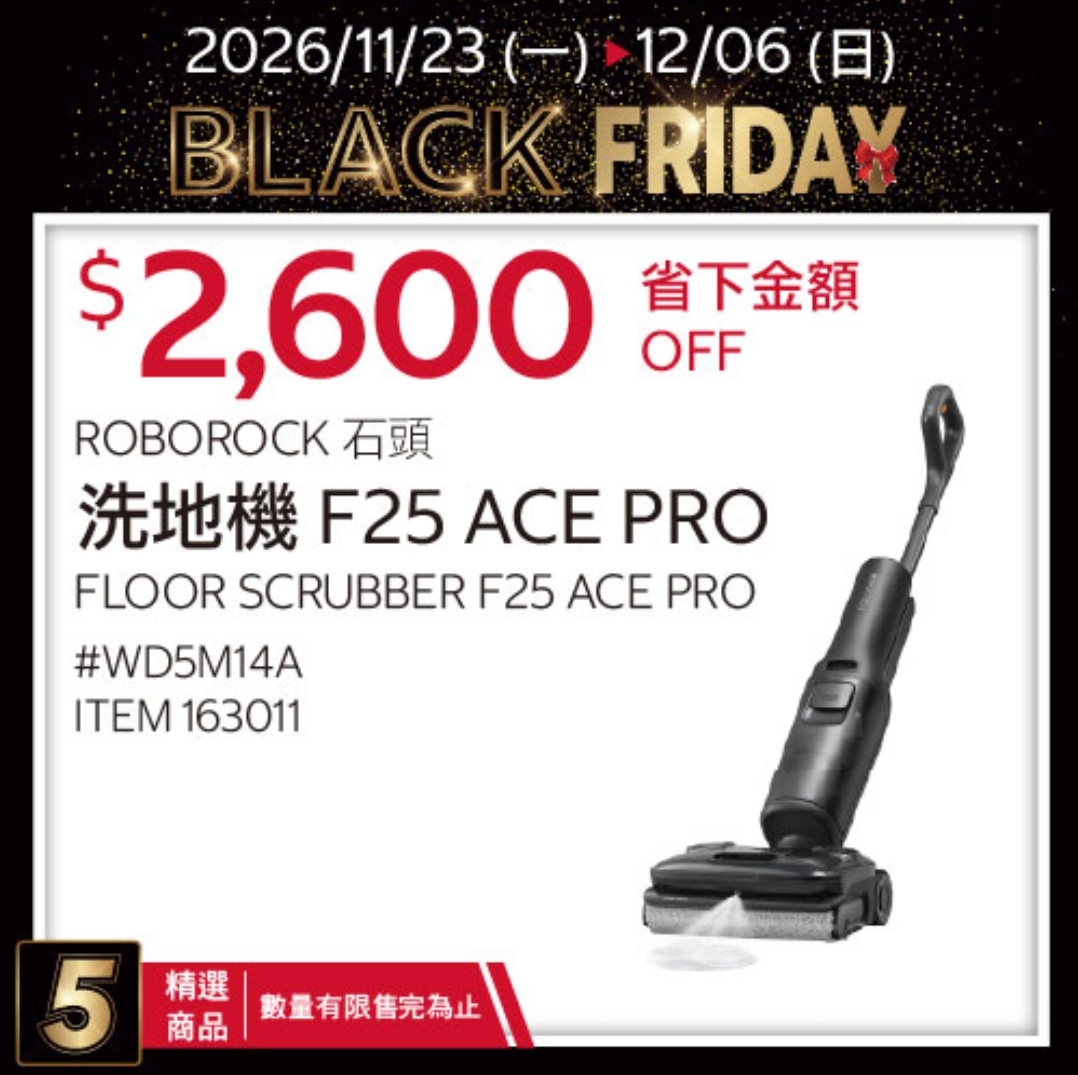 2026/11/23 (一) ▶ 12/06 (日)
BLACK FRIDAY
$2,600 省下金額
OFF
ROBOROCK 石頭
洗地機 F25 ACE PRO
FLOOR SCRUBBER F25 ACE PRO
#WD5M14A
ITEM 163011
5
精選
商品
數量有限售完為止